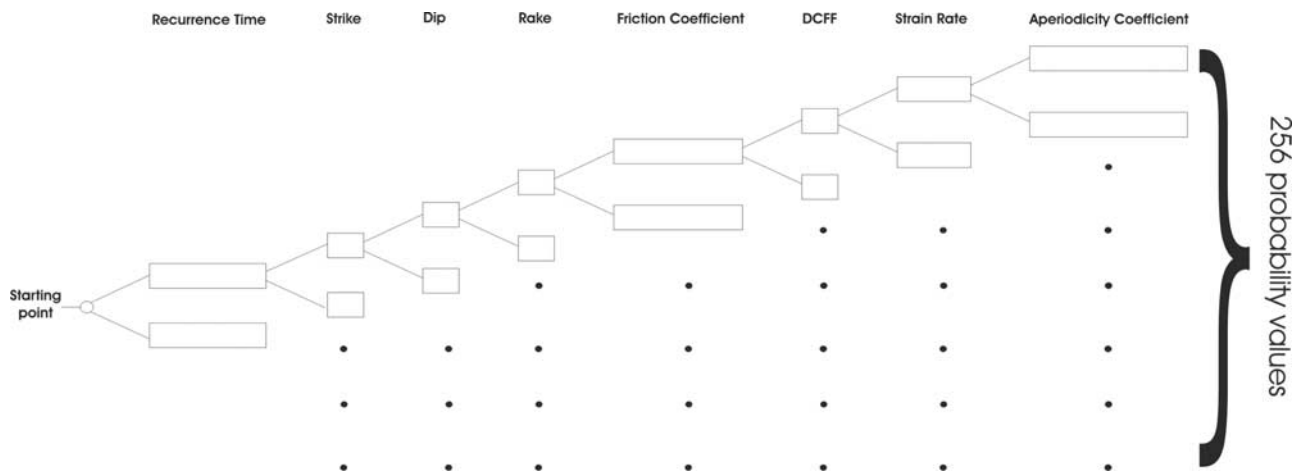 Recurrence Time Strike Dip Rake Friction Coefficient DCFF Strain Rate Aperiodicity Coefficient
Starting
point
256 probability values